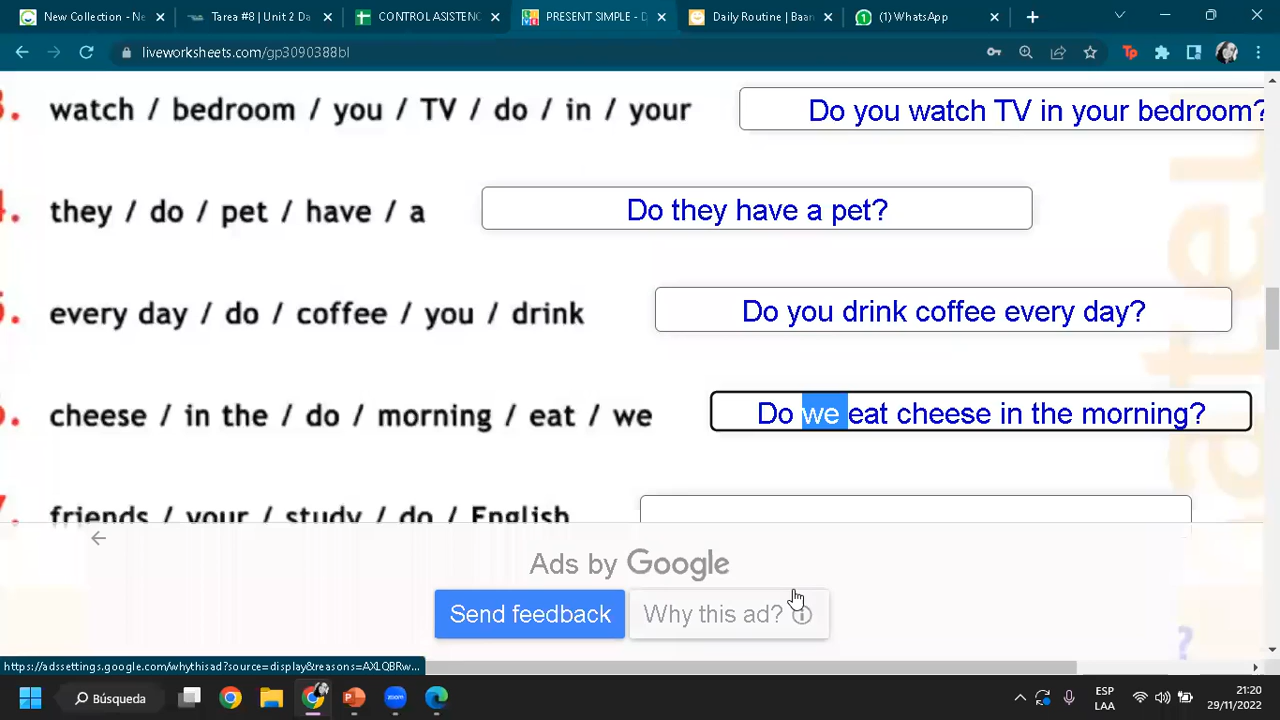 New Collection - Ne
Tarea #8 | Unit 2 Da
CONTROL ASISTENC
PRESENT SIMPLE - D
Daily Routine | Baan
(1) WhatsApp
liveworksheets.com/gp3090388bl
3. watch / bedroom / you / TV / do / in / your
Do you watch TV in your bedroom?
4. they / do / pet / have / a
Do they have a pet?
5. every day / do / coffee / you / drink
Do you drink coffee every day?
6. cheese / in the / do / morning / eat / we
Do we eat cheese in the morning?
7. friends / your / study / do / English
Ads by Google
Send feedback
Why this ad?
https://adssettings.google.com/whythisad?source=display&reasons=AXLQBRw...
Búsqueda
ESP
LAA
21:20
29/11/2022